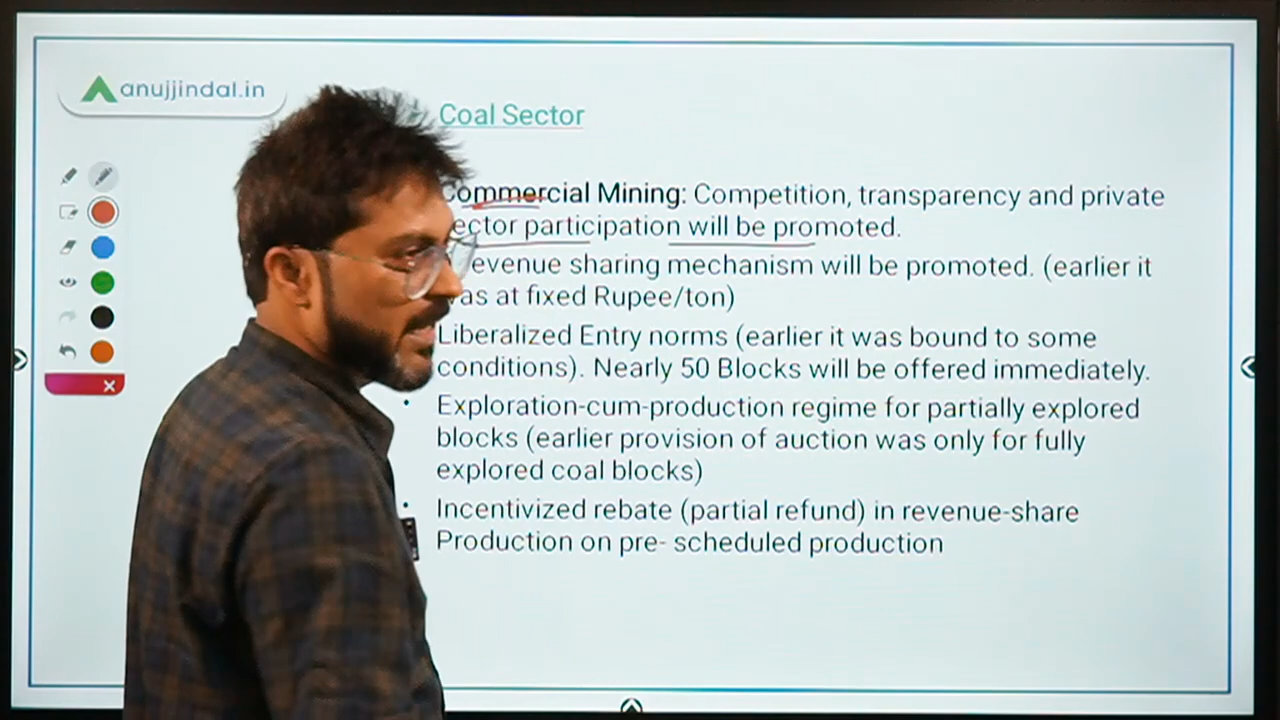 anujjindal.in
Coal Sector
Commercial Mining: Competition, transparency and private
ector participation will be promoted.
evenue sharing mechanism will be promoted. (earlier it
as at fixed Rupee/ton)
Liberalized Entry norms (earlier it was bound to some
conditions). Nearly 50 Blocks will be offered immediately.
• Exploration-cum-production regime for partially explored
blocks (earlier provision of auction was only for fully
explored coal blocks)
• Incentivized rebate (partial refund) in revenue-share
Production on pre- scheduled production